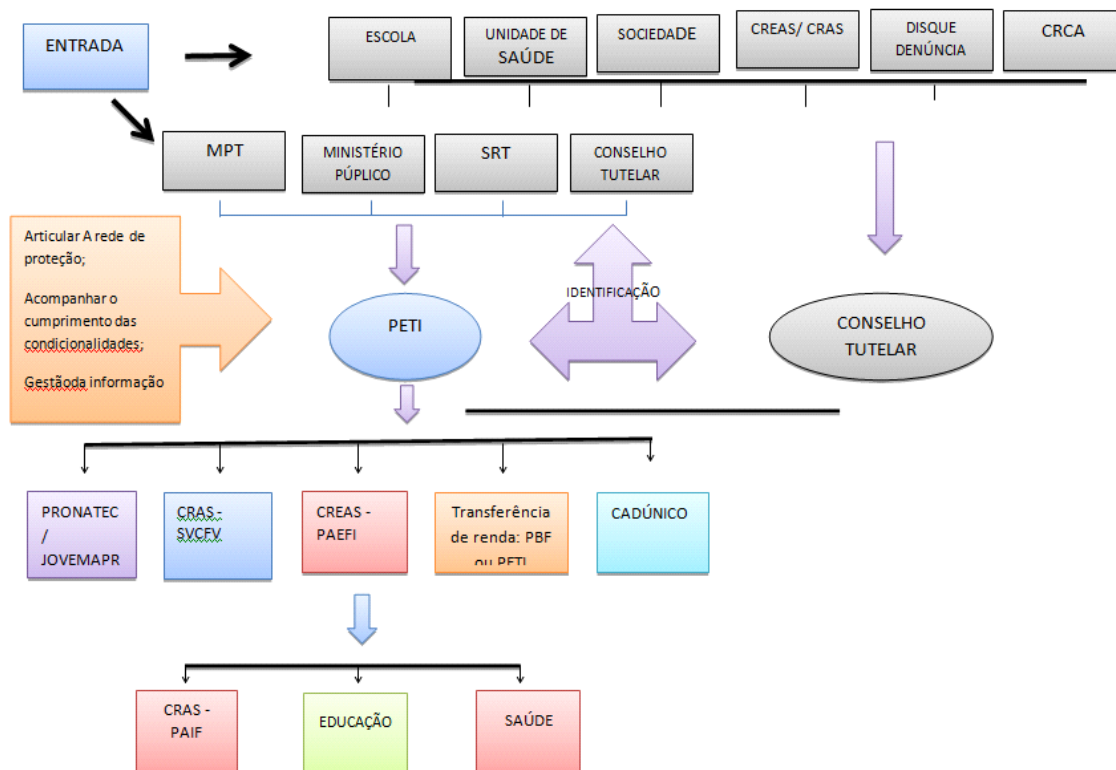 ENTRADA
ESCOLA
UNIDADE DE
SAÚDE
SOCIEDADE
CREAS/ CRAS
DISQUE
DENÚNCIA
CRCA
MPT
MINISTÉRIO
PÚPLICO
SRT
CONSELHO
TUTELAR
Articular A rede de
proteção;
Acompanhar o
cumprimento das
condicionalidades;
Gestãoda informação
PETI
IDENTIFICAÇÃO
CONSELHO
TUTELAR
PRONATEC
/
JOVEMAPR
CRAS -
SVCFV
CREAS -
PAEFI
Transferência
de renda: PBF
ou PETI
CADÚNICO
CRAS -
PAIF
EDUCAÇÃO
SAÚDE